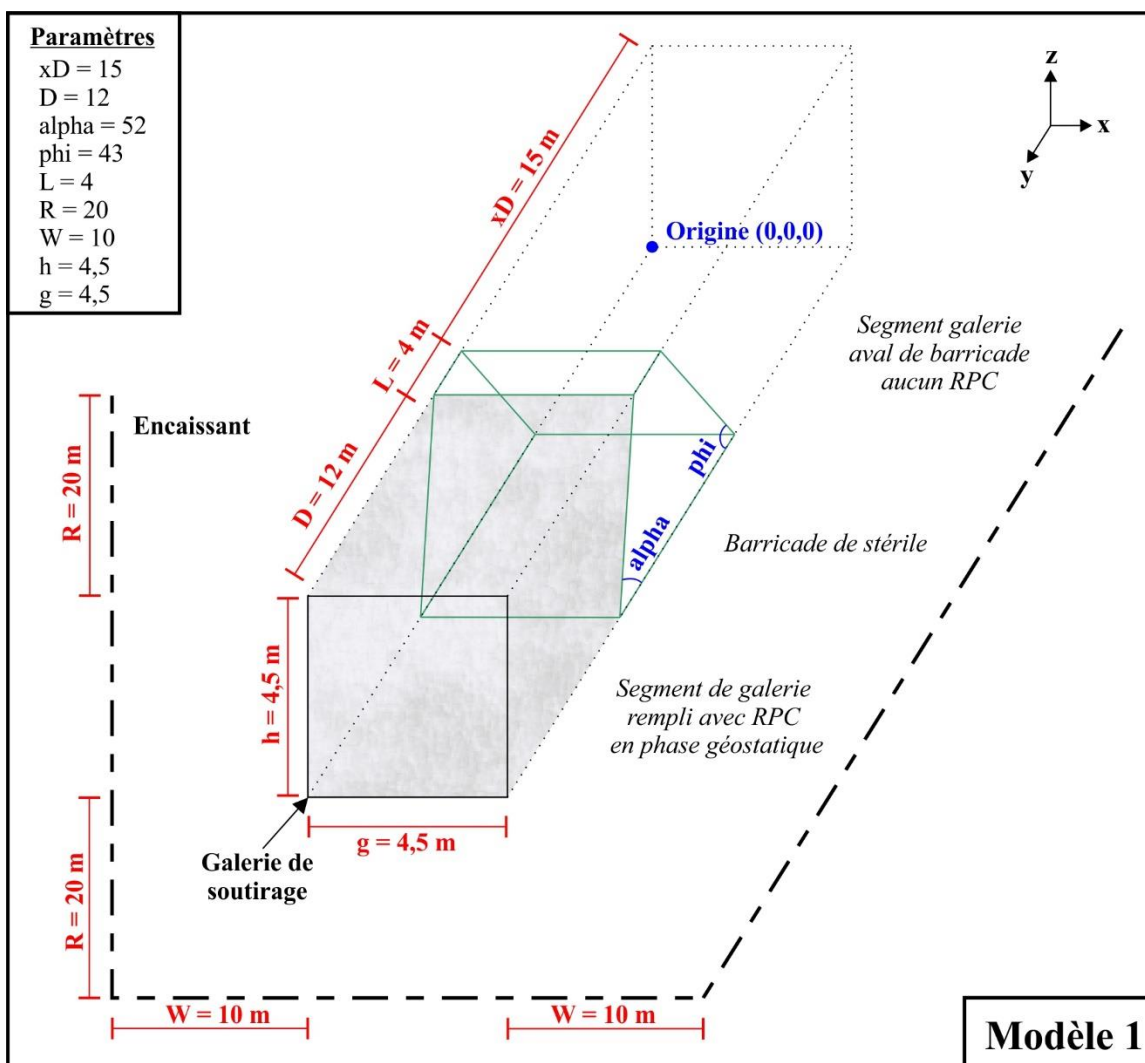 Paramètres
xD = 15
D = 12
alpha = 52
phi = 43
L = 4
R = 20
W = 10
h = 4,5
g = 4,5
z
x
y
xD = 15 m
Origine (0,0,0)
Segment galerie
aval de barricade
aucun RPC
L = 4 m
Encaissant
R = 20 m
D = 12 m
phi
alpha
Barricade de stérile
h = 4,5 m
Segment de galerie
rempli avec RPC
en phase géostatique
g = 4,5 m
Galerie de
soutirage
R = 20 m
W = 10 m
W = 10 m
Modèle 1